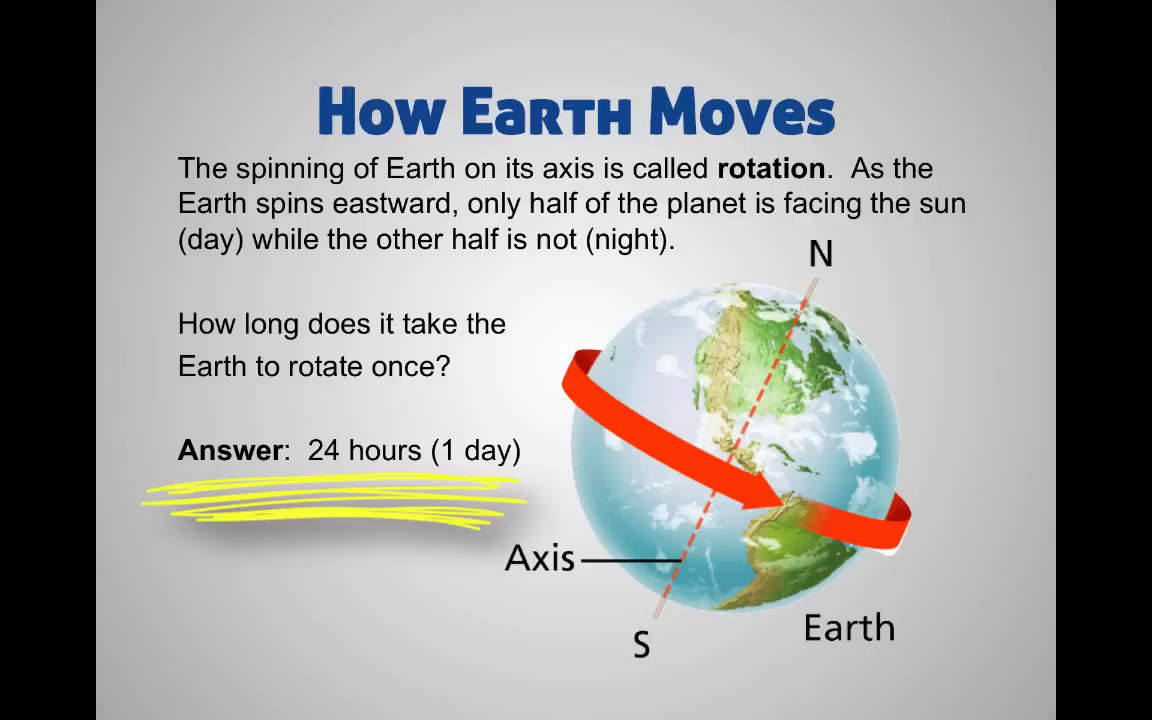 How Earth Moves
The spinning of Earth on its axis is called rotation.  As the
Earth spins eastward, only half of the planet is facing the sun
(day) while the other half is not (night).
N
How long does it take the
Earth to rotate once?
Answer:  24 hours (1 day)
Axis
Earth
S